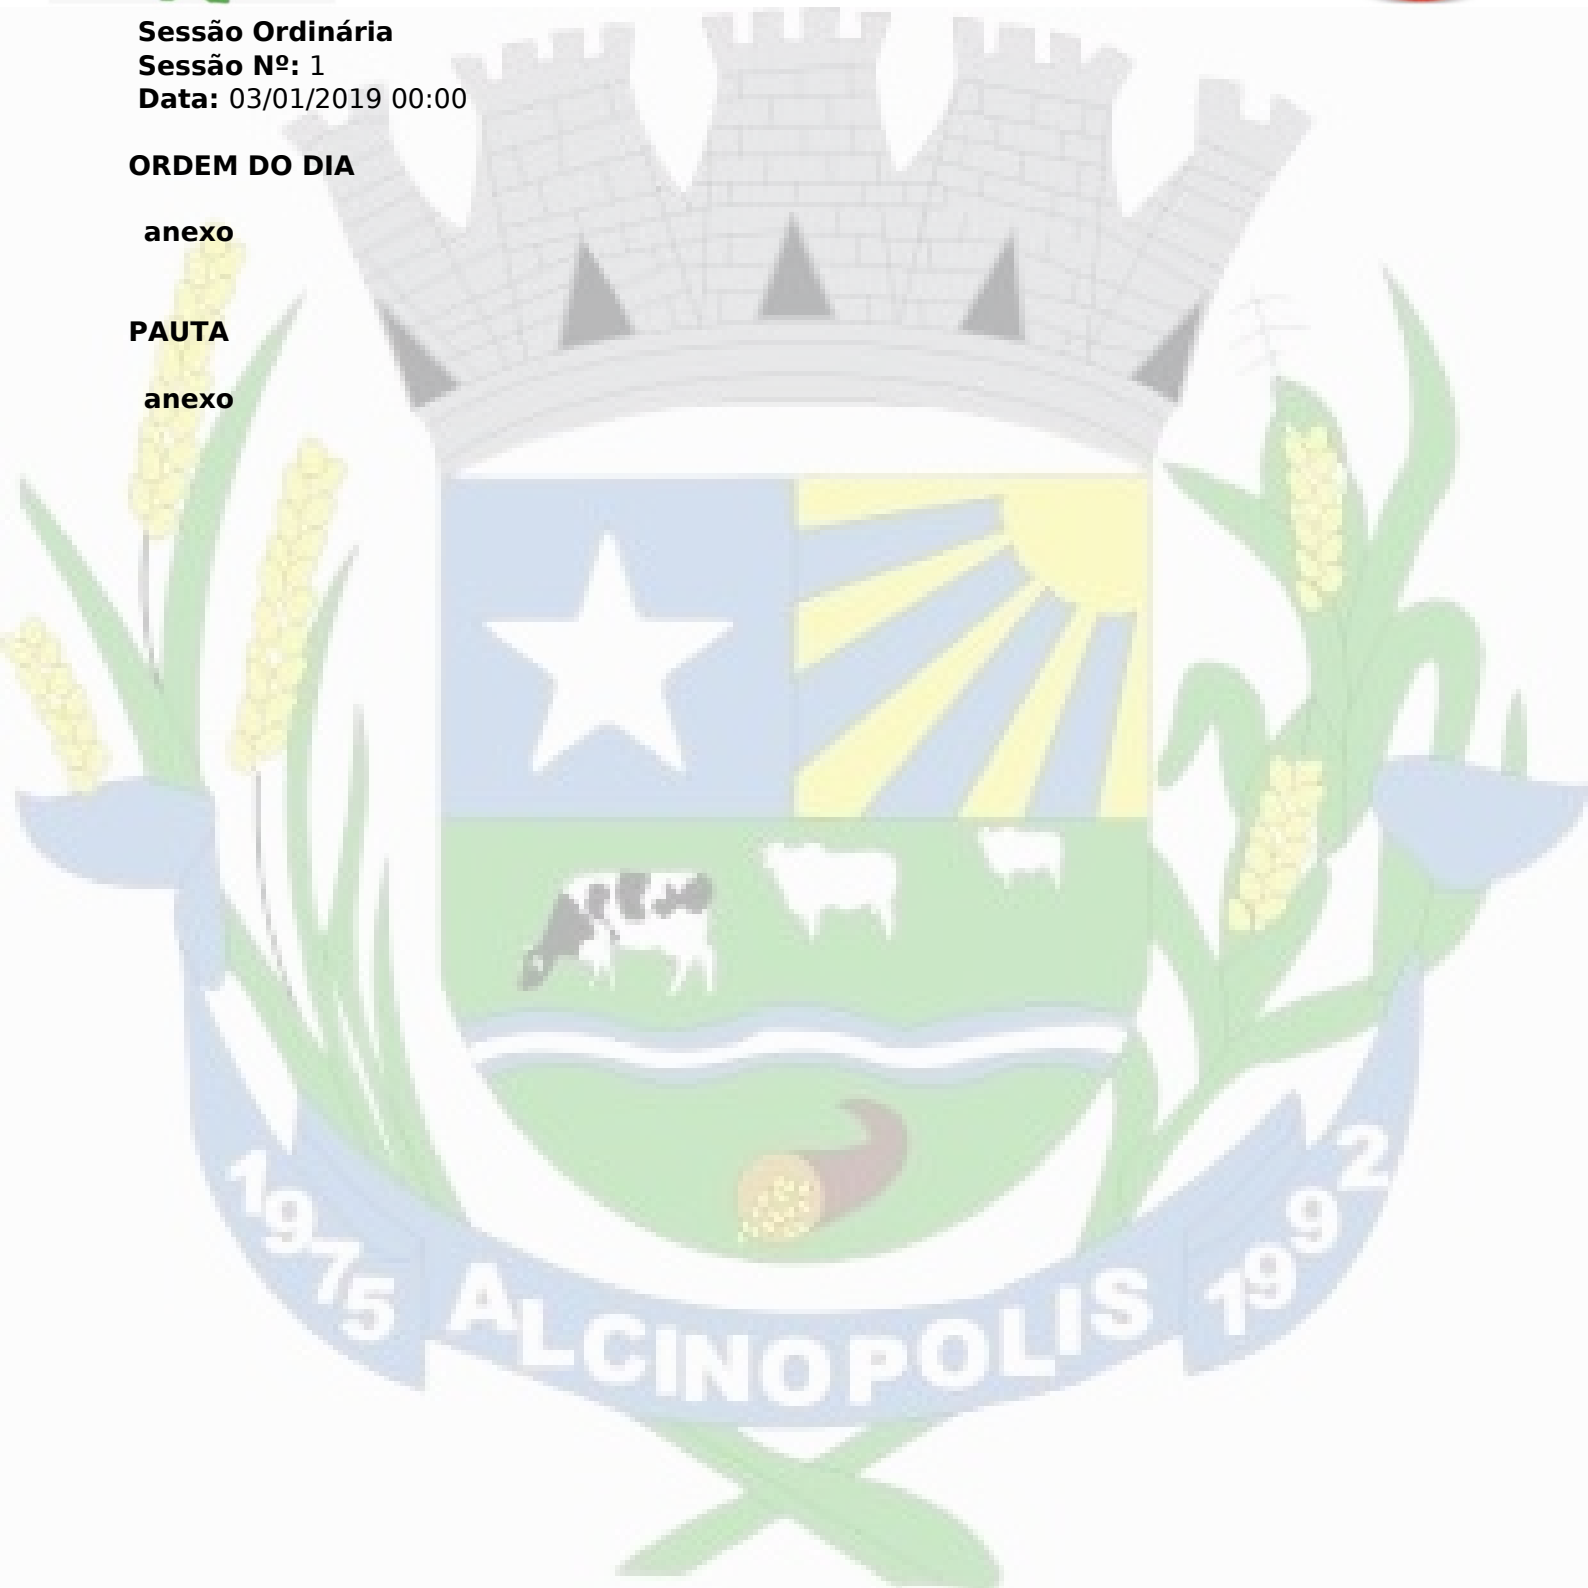 Sessão Ordinária
Sessão Nº: 1
Data: 03/01/2019 00:00
ORDEM DO DIA
anexo
PAUTA
anexo
1975 ALCINOPOLIS 1992